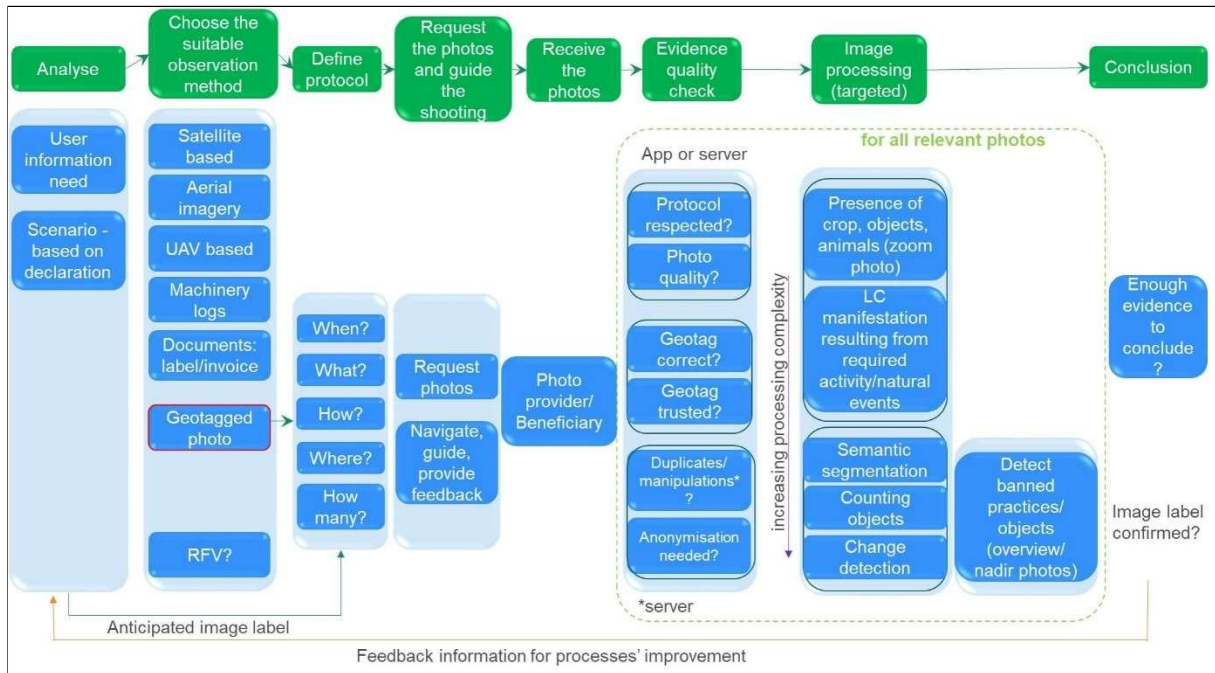 Analyse
Choose the
suitable
observation
method
Define
protocol
Request
the photos
and guide
the
shooting
Receive
the
photos
Evidence
quality
check
Image
processing
(targeted)
Conclusion
User
information
need
Scenario -
based on
declaration
Satellite
based
Aerial
imagery
UAV based
Machinery
logs
Documents:
label/invoice
Geotagged
photo
RFV?
When?
What?
How?
Where?
How
many?
Request
photos
Navigate,
guide,
provide
feedback
Photo
provider/
Beneficiary
for all relevant photos
App or server
Protocol
respected?
Photo
quality?
Geotag
correct?
Geotag
trusted?
Duplicates/
manipulations*
?
Anonymisation
needed?
*server
increasing processing complexity
Presence of
crop, objects,
animals (zoom
photo)
LC
manifestation
resulting from
required
activity/natural
events
Semantic
segmentation
Counting
objects
Change
detection
Detect
banned
practices/
objects
(overview/
nadir photos)
Enough
evidence
to
conclude
?
Image label
confirmed?
Anticipated image label
Feedback information for processes' improvement